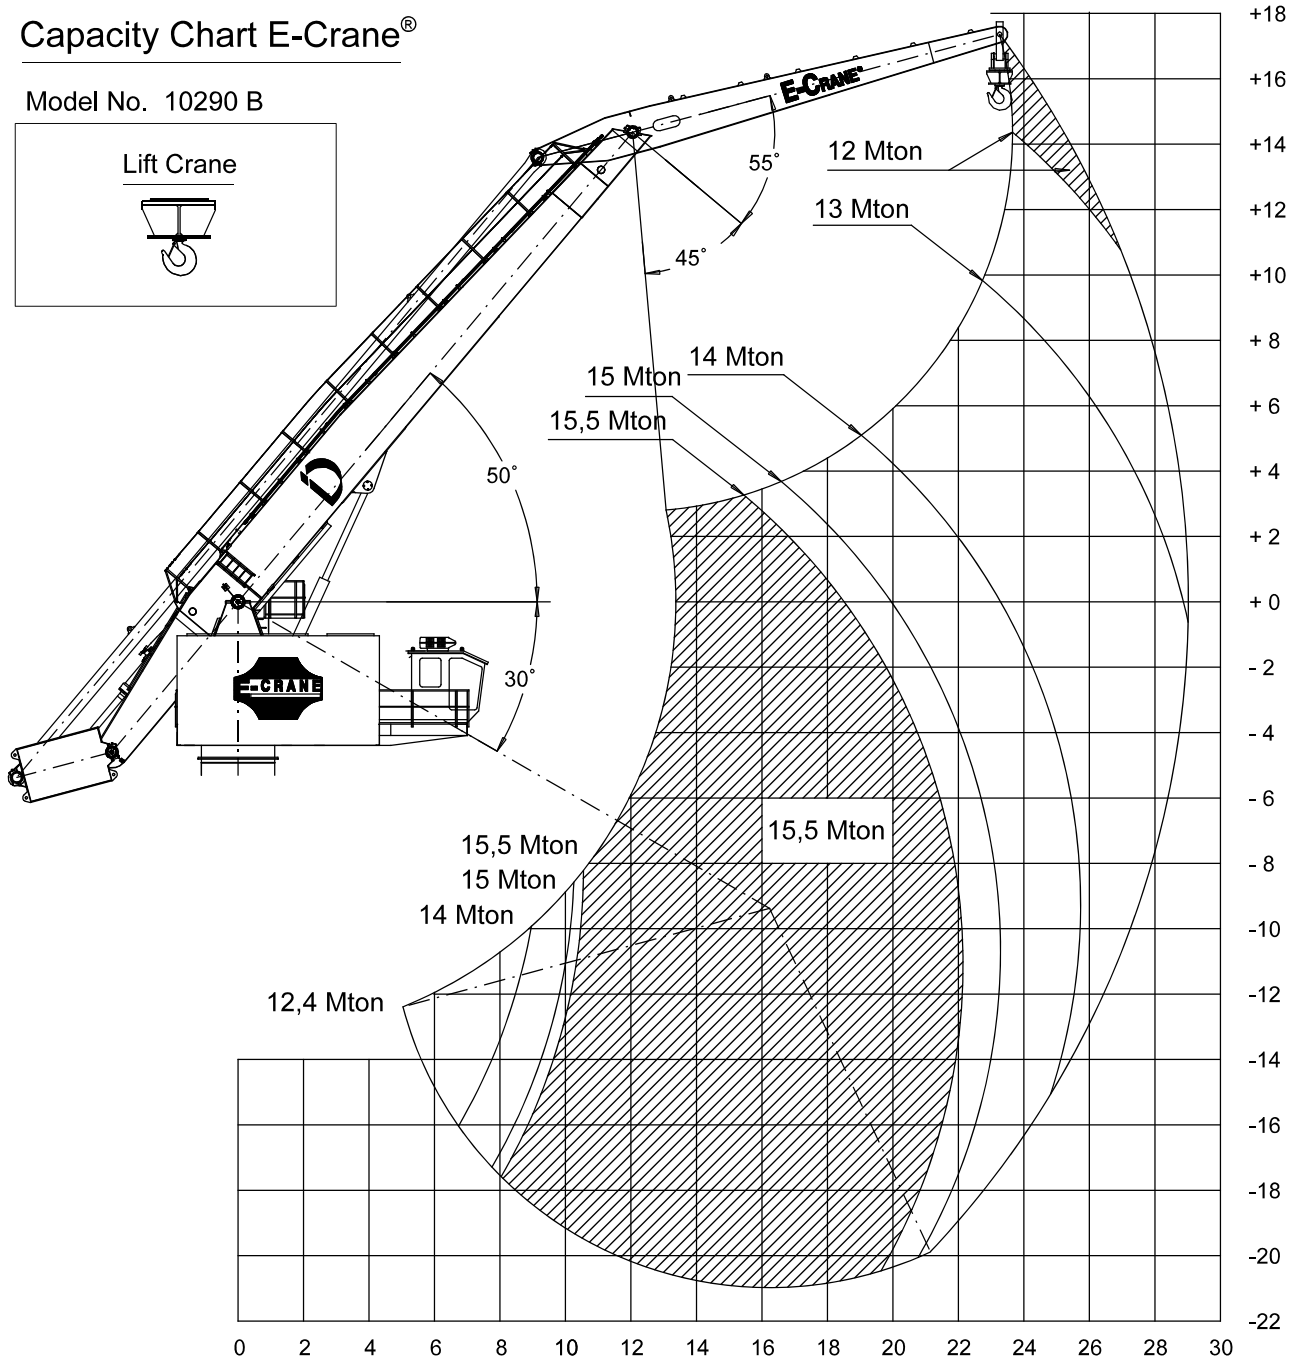 Capacity Chart E-Crane®
Model No. 10290 B
Lift Crane
E-CRANE®
55°
45°
50°
30°
12 Mton
13 Mton
14 Mton
15 Mton
15,5 Mton
E-CRANE
15,5 Mton
15,5 Mton
15 Mton
14 Mton
12,4 Mton
+18
+16
+14
+12
+10
+ 8
+ 6
+ 4
+ 2
+ 0
- 2
- 4
- 6
- 8
-10
-12
-14
-16
-18
-20
-22
0 2 4 6 8 10 12 14 16 18 20 22 24 26 28 30